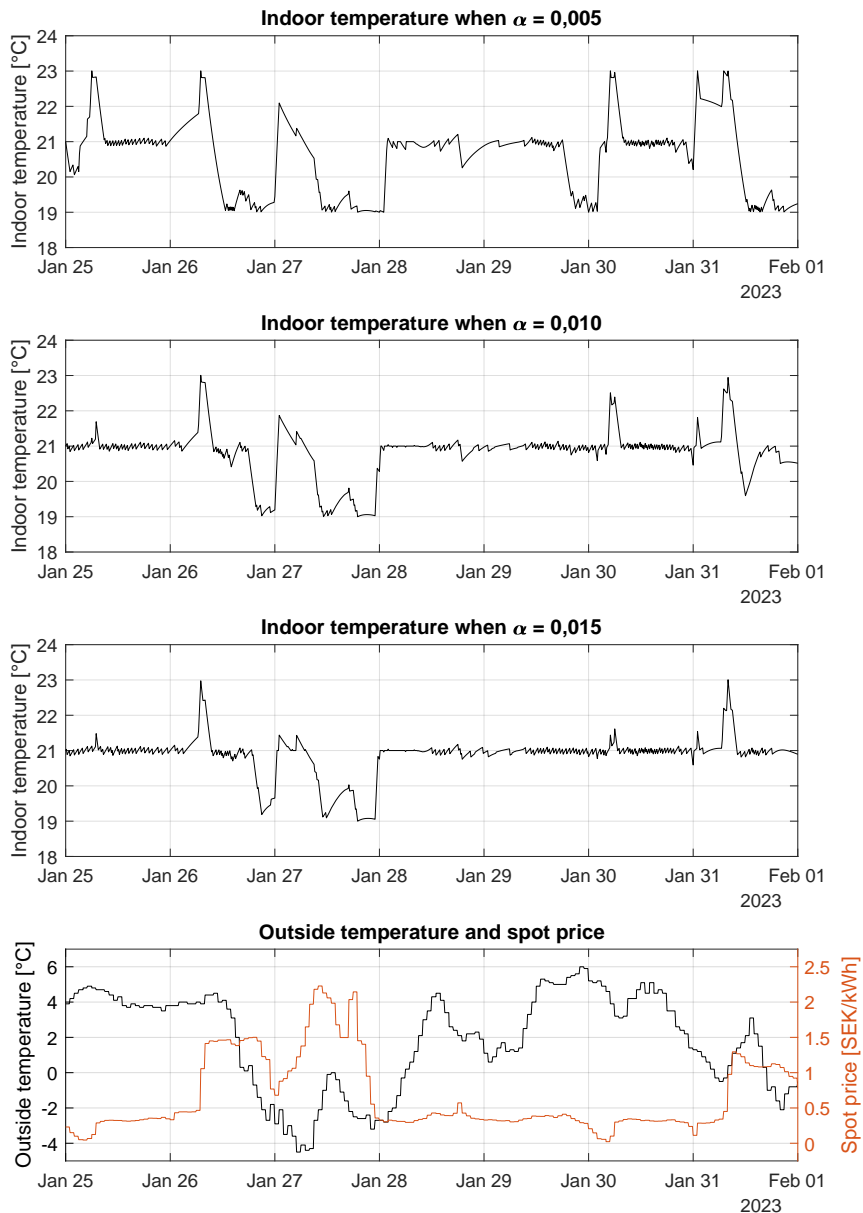 Indoor temperature when α = 0,005
Indoor temperature [°C]
24
23
22
21
20
19
18
Jan 25 Jan 26 Jan 27 Jan 28 Jan 29 Jan 30 Jan 31 Feb 01
2023
Indoor temperature when α = 0,010
Indoor temperature [°C]
24
23
22
21
20
19
18
Jan 25 Jan 26 Jan 27 Jan 28 Jan 29 Jan 30 Jan 31 Feb 01
2023
Indoor temperature when α = 0,015
Indoor temperature [°C]
24
23
22
21
20
19
18
Jan 25 Jan 26 Jan 27 Jan 28 Jan 29 Jan 30 Jan 31 Feb 01
2023
Outside temperature and spot price
Outside temperature [°C]
6
4
2
0
-2
-4
2.5
2
1.5
1
0.5
0
Spot price [SEK/kWh]
Jan 25 Jan 26 Jan 27 Jan 28 Jan 29 Jan 30 Jan 31 Feb 01
2023